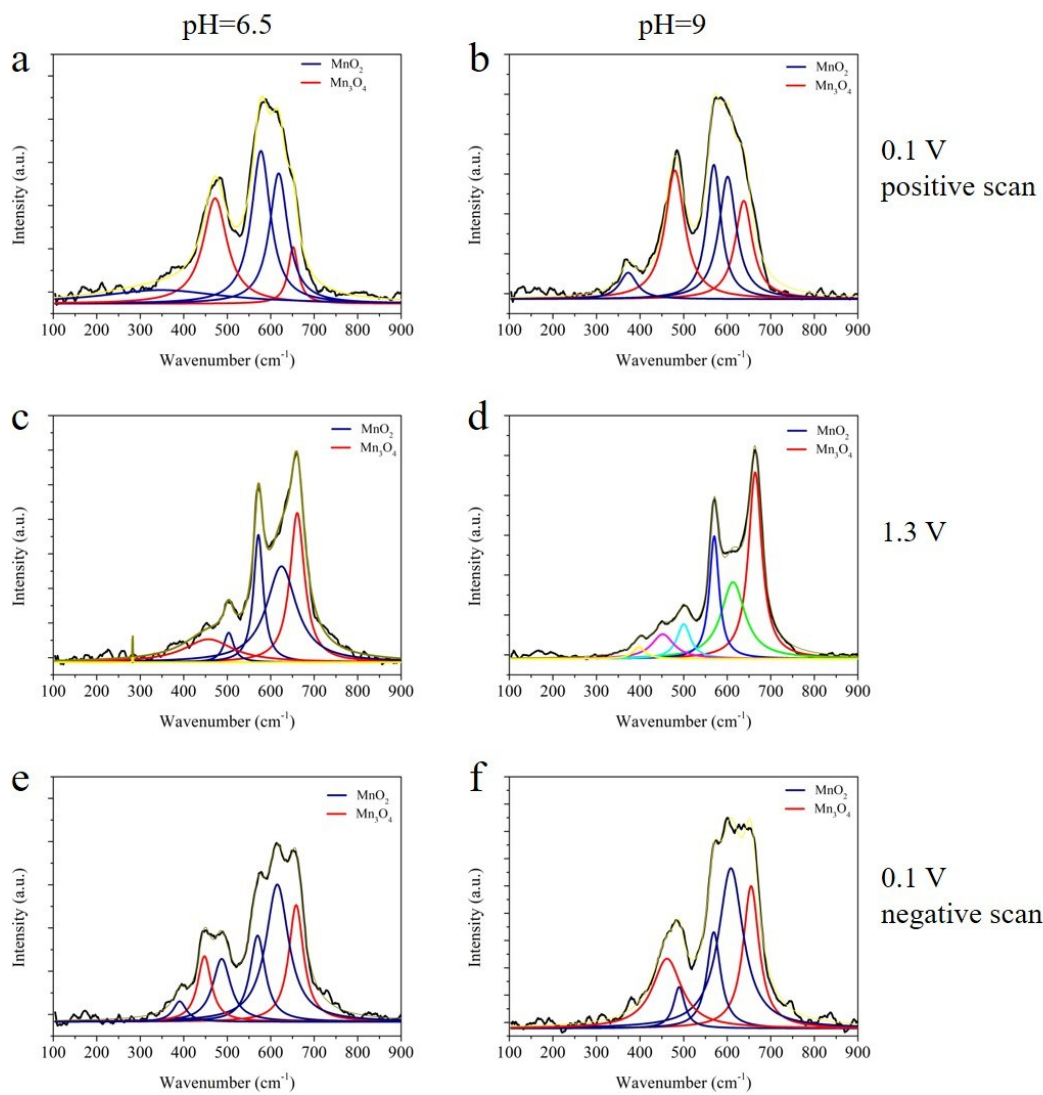 pH=6.5
pH=9
a
MnO2
Mn3O4
Intensity (a.u.)
100 200 300 400 500 600 700 800 900
Wavenumber (cm-1)
b
MnO2
Mn3O4
Intensity (a.u.)
100 200 300 400 500 600 700 800 900
Wavenumber (cm-1)
0.1 V
positive scan
c
MnO2
Mn3O4
Intensity (a.u.)
100 200 300 400 500 600 700 800 900
Wavenumber (cm-1)
d
MnO2
Mn3O4
Intensity (a.u.)
100 200 300 400 500 600 700 800 900
Wavenumber (cm-1)
1.3 V
e
MnO2
Mn3O4
Intensity (a.u.)
100 200 300 400 500 600 700 800 900
Wavenumber (cm-1)
f
MnO2
Mn3O4
Intensity (a.u.)
100 200 300 400 500 600 700 800 900
Wavenumber (cm-1)
0.1 V
negative scan